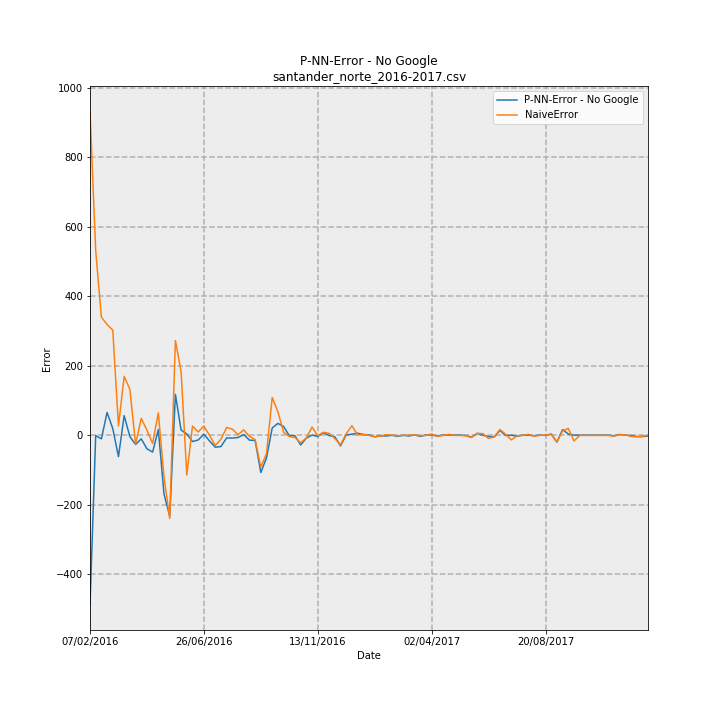 P-NN-Error - No Google
santander_norte_2016-2017.csv
P-NN-Error - No Google
NaiveError
1000
800
600
400
200
0
−200
−400
Error
07/02/2016 26/06/2016 13/11/2016 02/04/2017 20/08/2017
Date